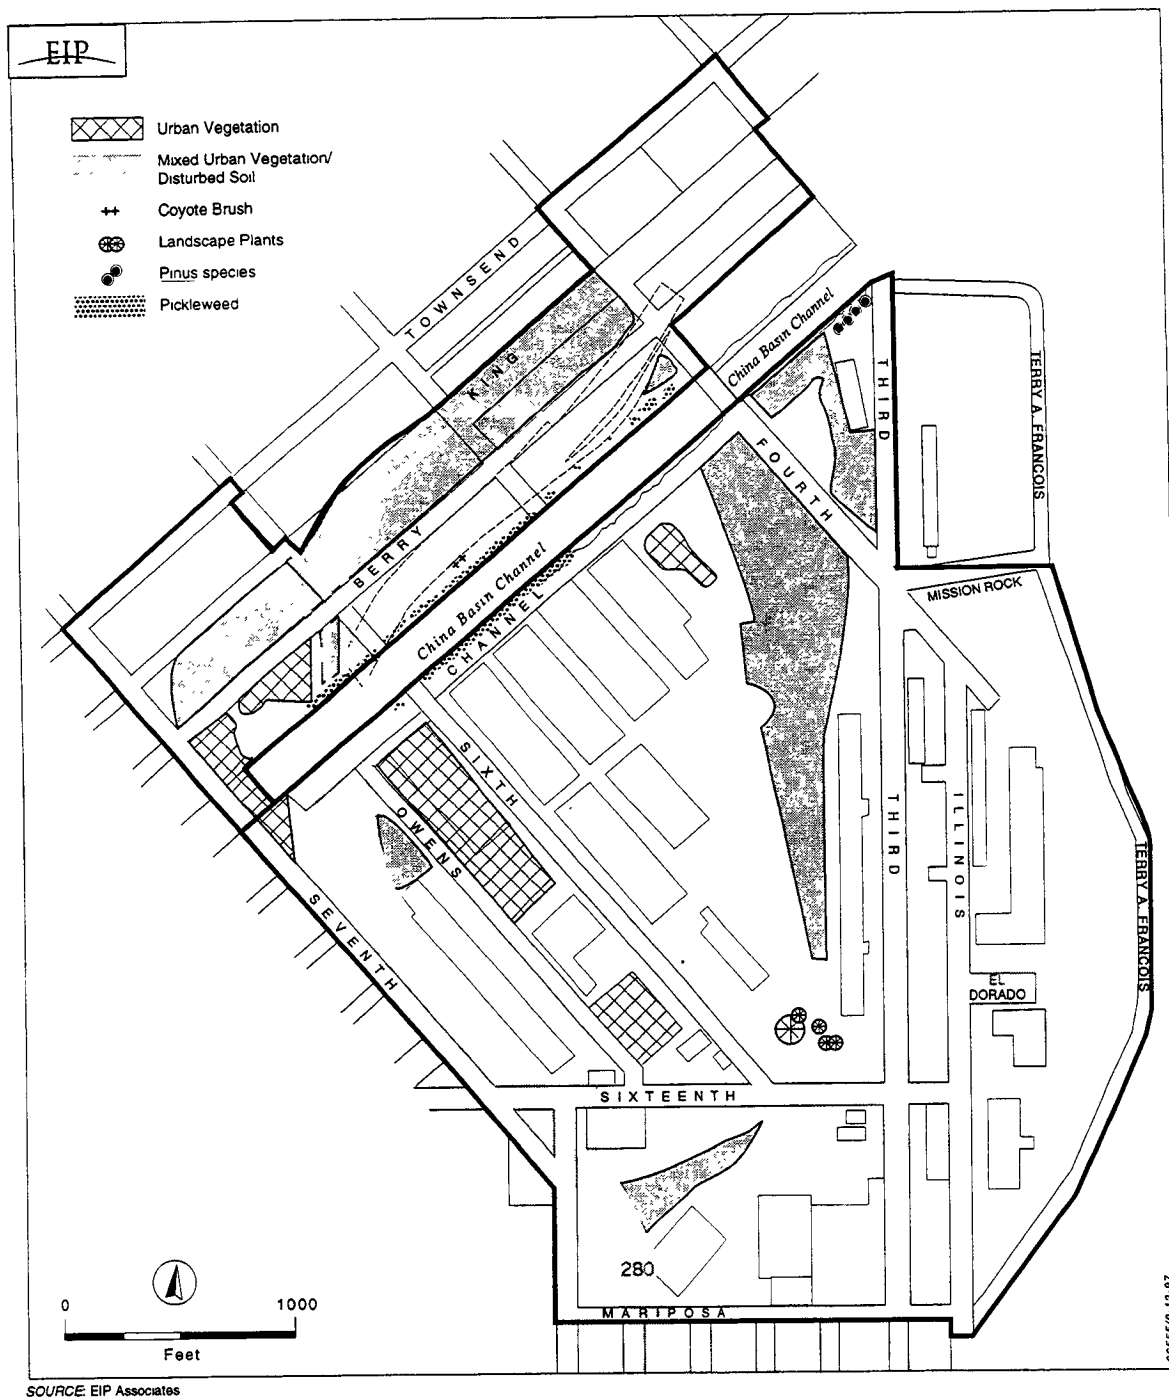 EIP
Urban Vegetation
Mixed Urban Vegetation/
Disturbed Soil
Coyote Brush
Landscape Plants
Pinus species
Pickleweed
TOWNSEND
KING
China Basin Channel
THIRD
TERRY A. FRANCOIS
FOURTH
BERRY
China Basin Channel
CHANNEL
MISSION ROCK
SIXTH
OWENS
THIRD
ILLINOIS
TERRY A. FRANCOIS
SEVENTH
EL
DORADO
SIXTEENTH
280
MARIPOSA
0 1000
Feet
SOURCE: EIP Associates